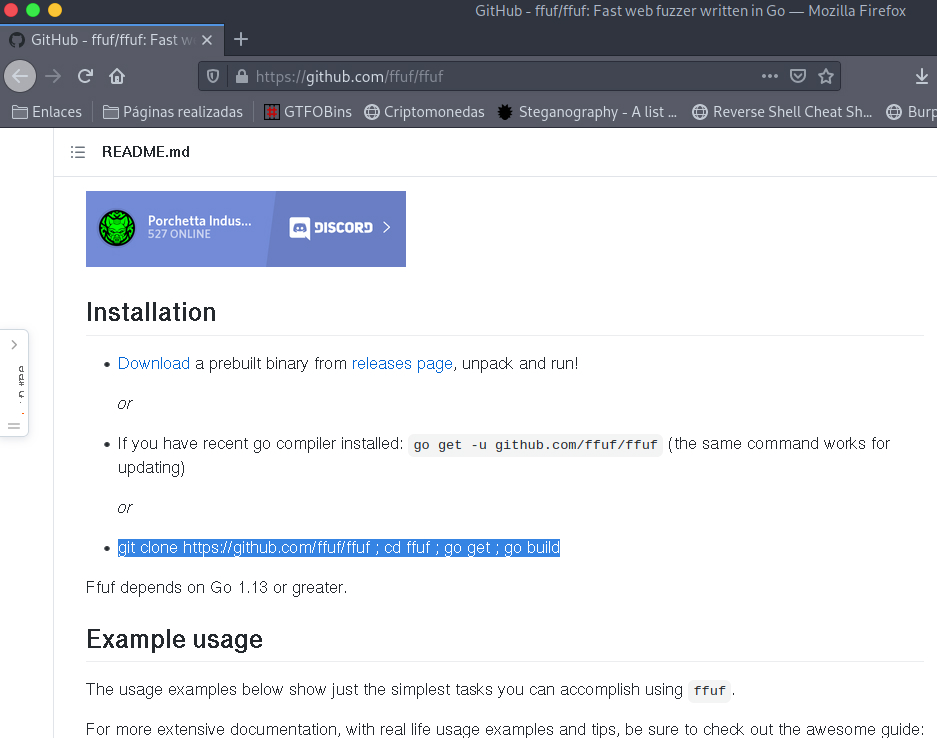 GitHub - ffuf/ffuf: Fast web fuzzer written in Go — Mozilla Firefox
GitHub - ffuf/ffuf: Fast w
https://github.com/ffuf/ffuf
Enlaces Páginas realizadas GTFOBins Criptomonedas Steganography - A list ... Reverse Shell Cheat Sh... Burp
README.md
Porchetta Indus...
527 ONLINE
DISCORD
Installation
• Download a prebuilt binary from releases page, unpack and run!
or
• If you have recent go compiler installed: go get -u github.com/ffuf/ffuf (the same command works for
updating)
or
• git clone https://github.com/ffuf/ffuf ; cd ffuf ; go get ; go build
Ffuf depends on Go 1.13 or greater.
Example usage
The usage examples below show just the simplest tasks you can accomplish using ffuf.
For more extensive documentation, with real life usage examples and tips, be sure to check out the awesome guide: